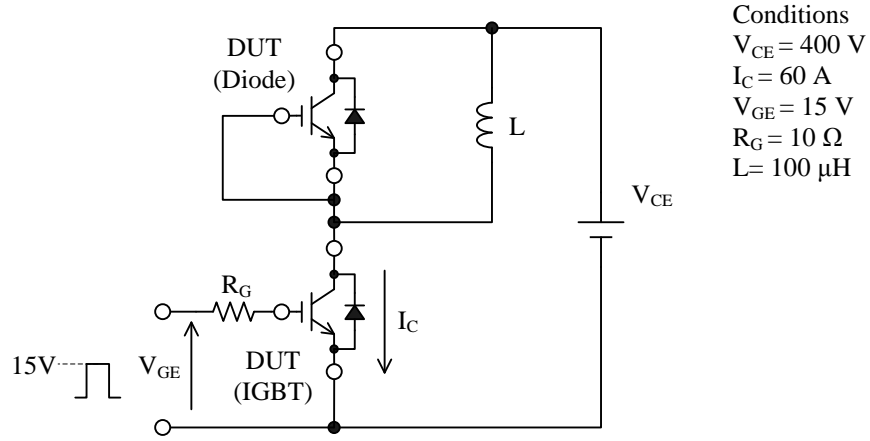 DUT
(Diode)
L
V_CE
R_G
I_C
15V
V_GE
DUT
(IGBT)
Conditions
V_CE = 400 V
I_C = 60 A
V_GE = 15 V
R_G = 10 Ω
L= 100 μH